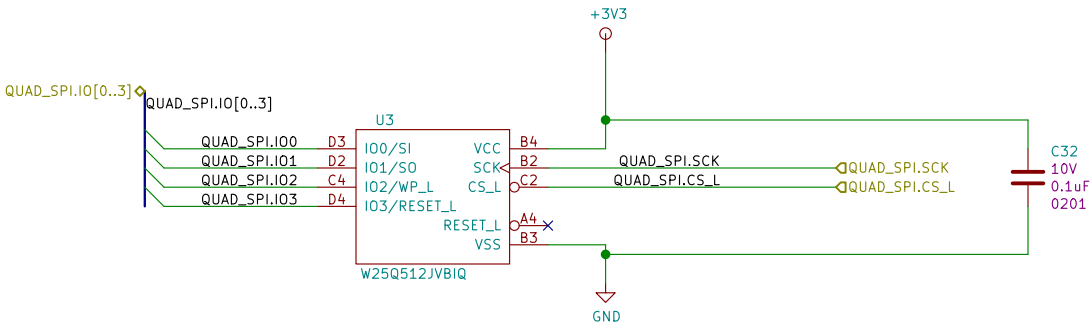 +3V3
QUAD_SPI.IO[0..3]
QUAD_SPI.IO[0..3]
U3
QUAD_SPI.IO0 D3 IO0/SI VCC B4
QUAD_SPI.IO1 D2 IO1/SO SCK B2 QUAD_SPI.SCK QUAD_SPI.SCK
QUAD_SPI.IO2 C4 IO2/WP_L CS_L C2 QUAD_SPI.CS_L QUAD_SPI.CS_L
QUAD_SPI.IO3 D4 IO3/RESET_L
RESET_L A4
VSS B3
W25Q512JVBIQ
C32
10V
0.1uF
0201
GND